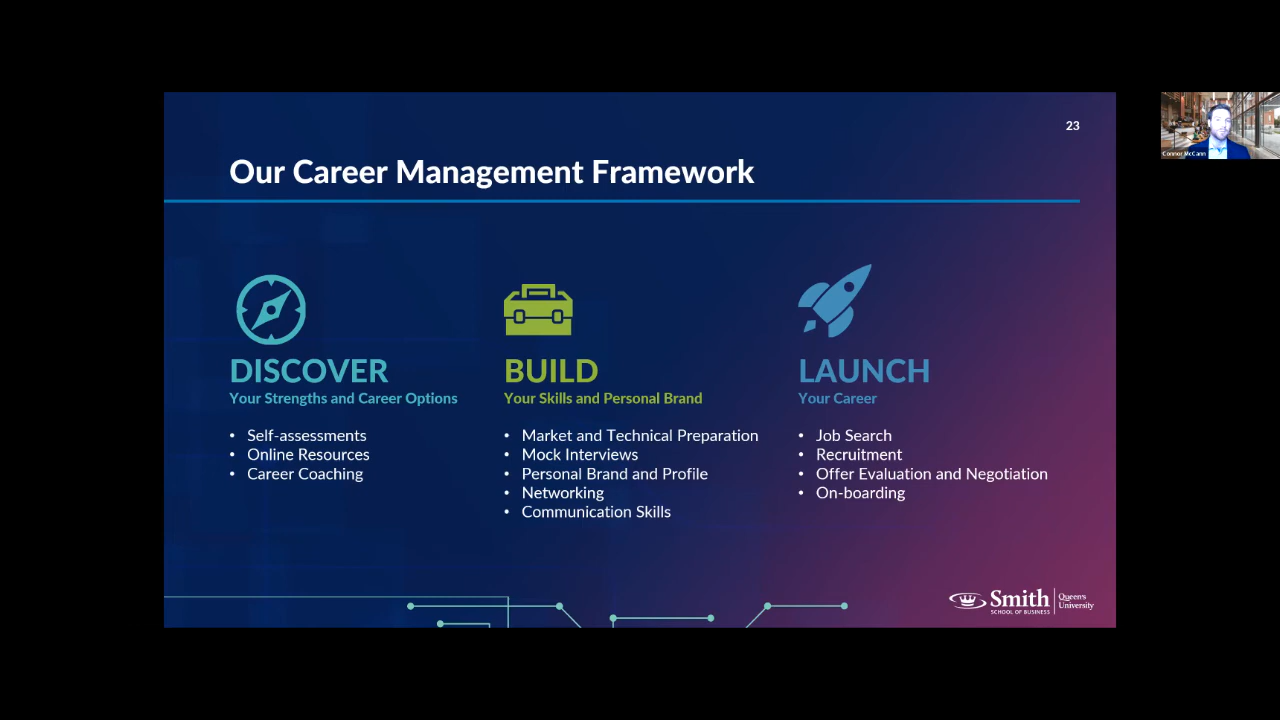 23
Our Career Management Framework
DISCOVER
Your Strengths and Career Options
• Self-assessments
• Online Resources
• Career Coaching
BUILD
Your Skills and Personal Brand
• Market and Technical Preparation
• Mock Interviews
• Personal Brand and Profile
• Networking
• Communication Skills
LAUNCH
Your Career
• Job Search
• Recruitment
• Offer Evaluation and Negotiation
• On-boarding
Smith
SCHOOL OF BUSINESS
Queen's
University
Connor McCann